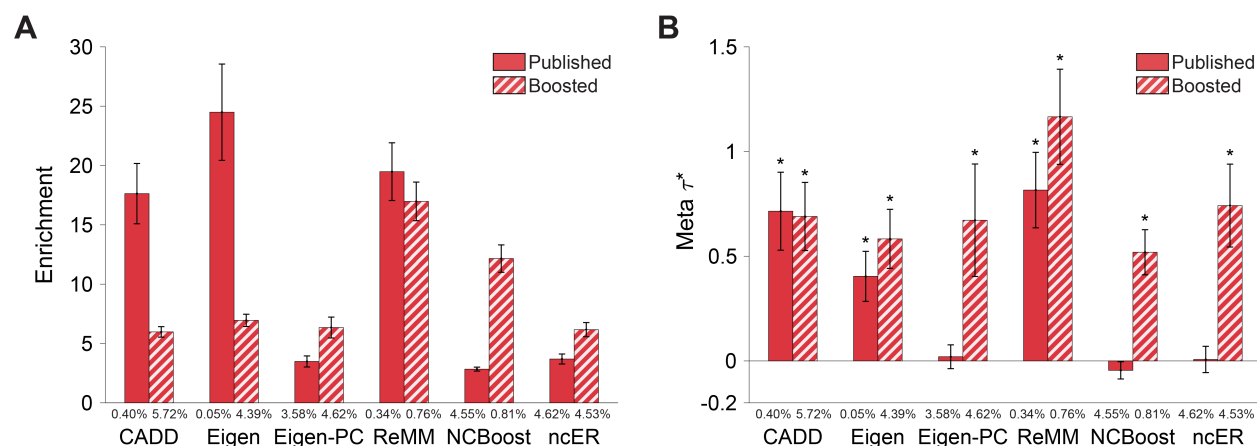 A
30
25
20
15
10
5
0
Enrichment
Published
Boosted
0.40% 5.72% 0.05% 4.39% 3.58% 4.62% 0.34% 0.76% 4.55% 0.81% 4.62% 4.53%
CADD Eigen Eigen-PC ReMM NCBoost ncER
B
1.5
1
0.5
0
-0.2
Meta τ*
Published
Boosted
* * * * * * * * *
0.40% 5.72% 0.05% 4.39% 3.58% 4.62% 0.34% 0.76% 4.55% 0.81% 4.62% 4.53%
CADD Eigen Eigen-PC ReMM NCBoost ncER